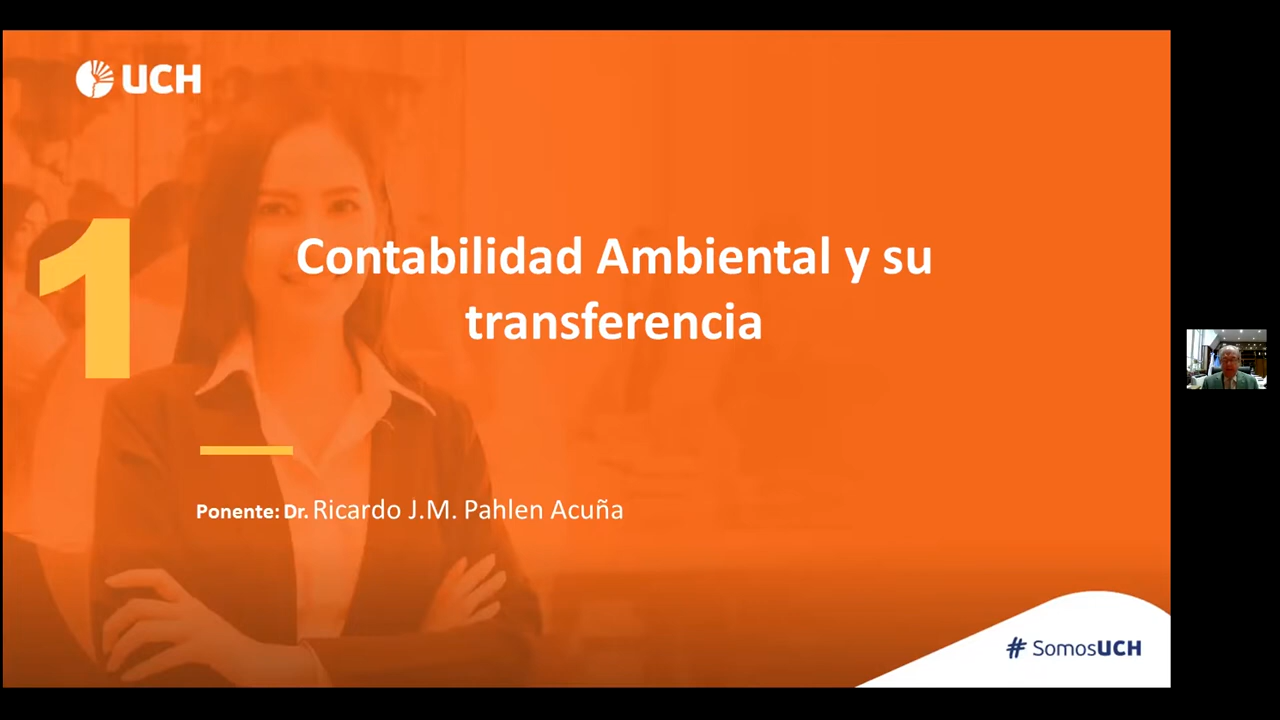 UCH
1
Contabilidad Ambiental y su
transferencia
Ponente: Dr. Ricardo J.M. Pahlen Acuña
# SomosUCH